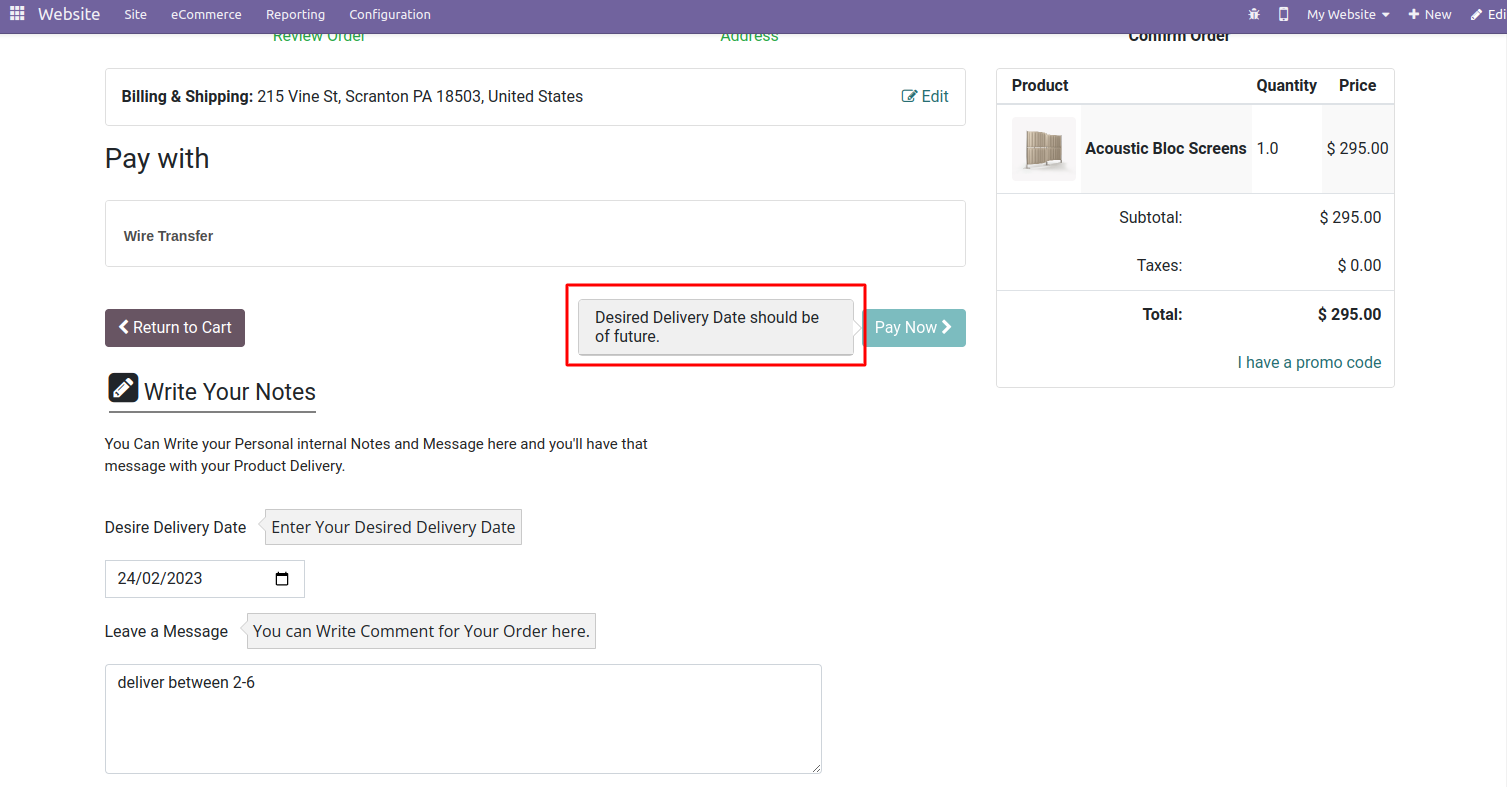 Website Site eCommerce Reporting Configuration My Website New Edi
Review Order Address Confirm Order
Billing & Shipping: 215 Vine St, Scranton PA 18503, United States Edit
Pay with
Wire Transfer
Desired Delivery Date should be
of future.
Return to Cart
Pay Now
Write Your Notes
You Can Write your Personal internal Notes and Message here and you'll have that
message with your Product Delivery.
Desire Delivery Date Enter Your Desired Delivery Date
24/02/2023
Leave a Message You can Write Comment for Your Order here.
deliver between 2-6
Product Quantity Price
Acoustic Bloc Screens 1.0 $ 295.00
Subtotal: $ 295.00
Taxes: $ 0.00
Total: $ 295.00
I have a promo code